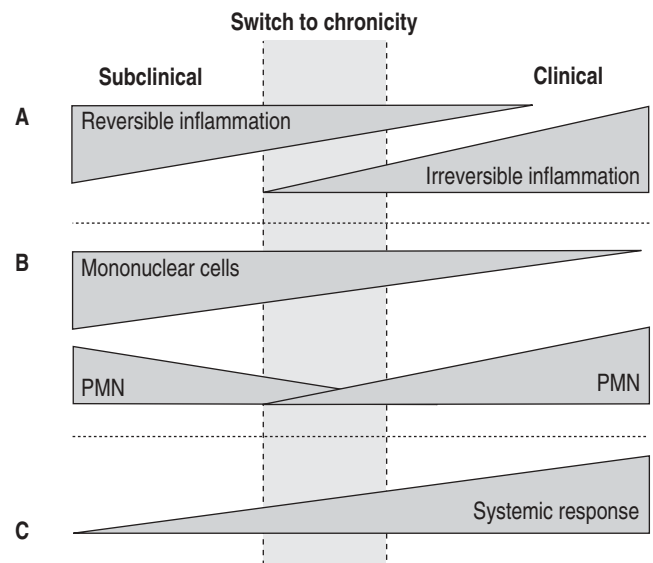 Switch to chronicity
Subclinical
Clinical
A
Reversible inflammation
Irreversible inflammation
B
Mononuclear cells
PMN
PMN
Systemic response
C